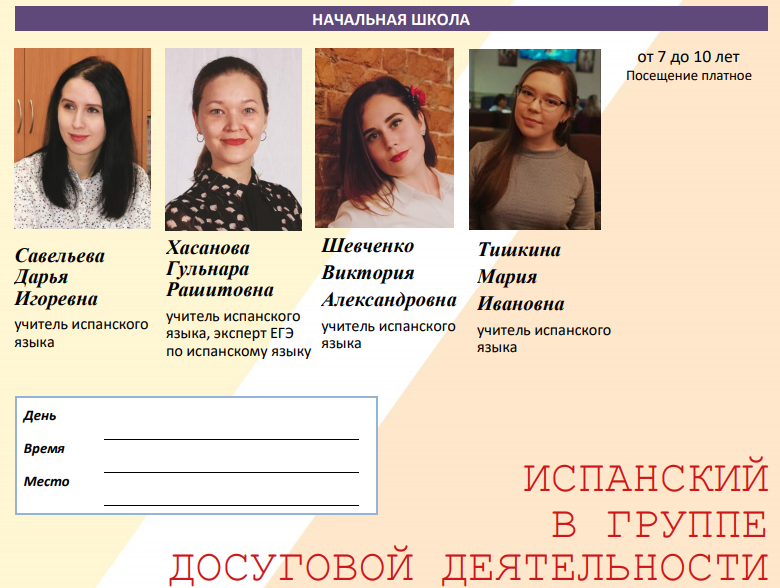 НАЧАЛЬНАЯ ШКОЛА
от 7 до 10 лет
Посещение платное
Савельева
Дарья
Игоревна
учитель испанского
языка
Хасанова
Гульнара
Рашитовна
учитель испанского
языка, эксперт ЕГЭ
по испанскому языку
Шевченко
Виктория
Александровна
учитель испанского
языка
Тишкина
Мария
Ивановна
учитель испанского
языка
День
Время
Место
ИСПАНСКИЙ
В ГРУППЕ
ДОСУГОВОЙ ДЕЯТЕЛЬНОСТИ